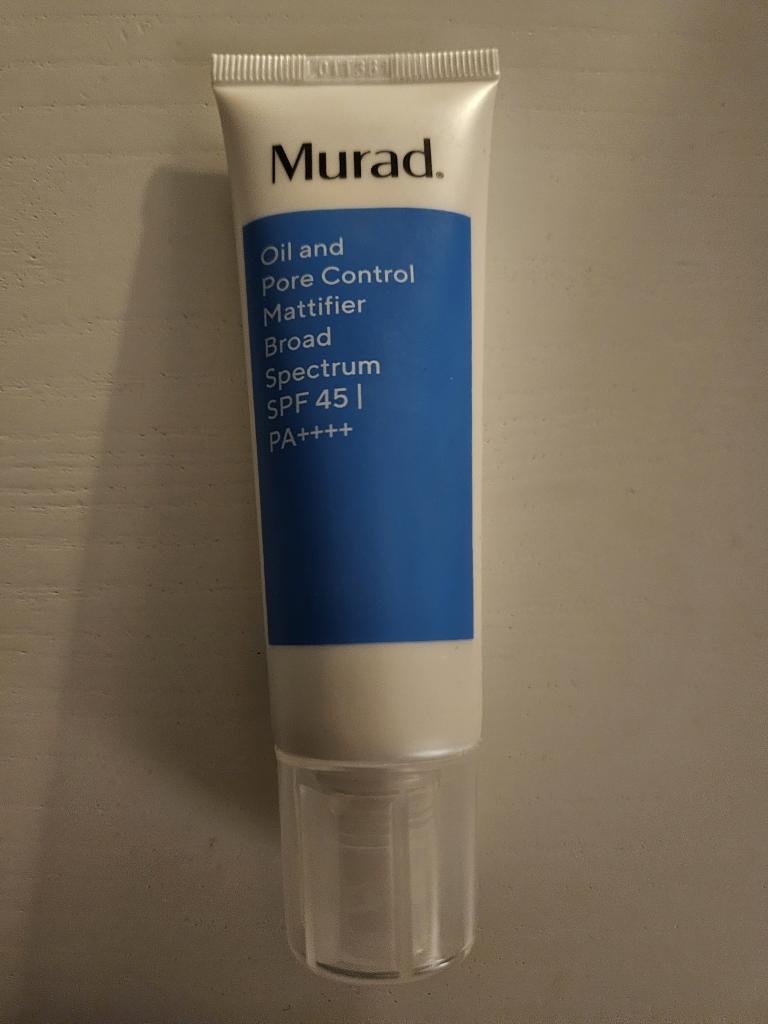 Murad.
Oil and
Pore Control
Mattifier
Broad
Spectrum
SPF 45 |
PA++++